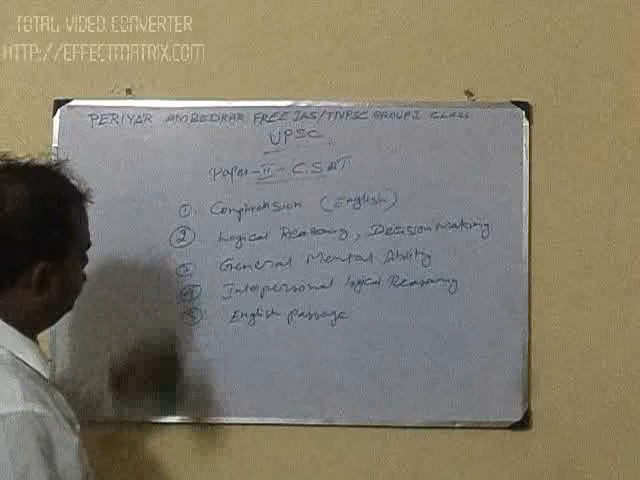 TOTAL VIDEO CONVERTER
HTTP://EFFECTMATRIX.COM
PERIYAR AMBEDKAR FREE IAS/TNPSC GROUP I CLASS
UPSC
Paper - II - C.S.A.T
1. Comprehension (English)
2 Logical Reasoning, Decision making
3 General Mental Ability
4 Interpersonal logical Reasoning
5 English passage